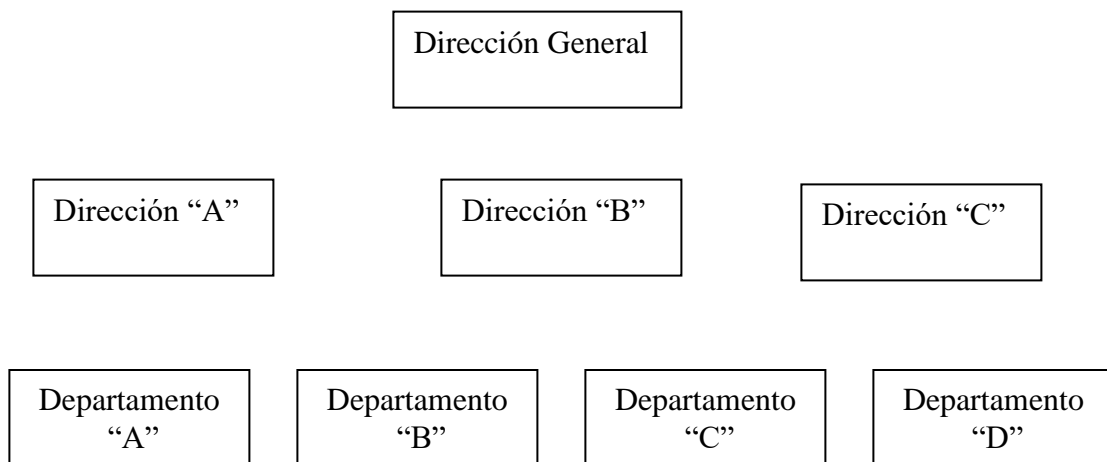 Dirección General
Dirección “A”
Dirección “B”
Dirección “C”
Departamento
“A”
Departamento
“B”
Departamento
“C”
Departamento
“D”